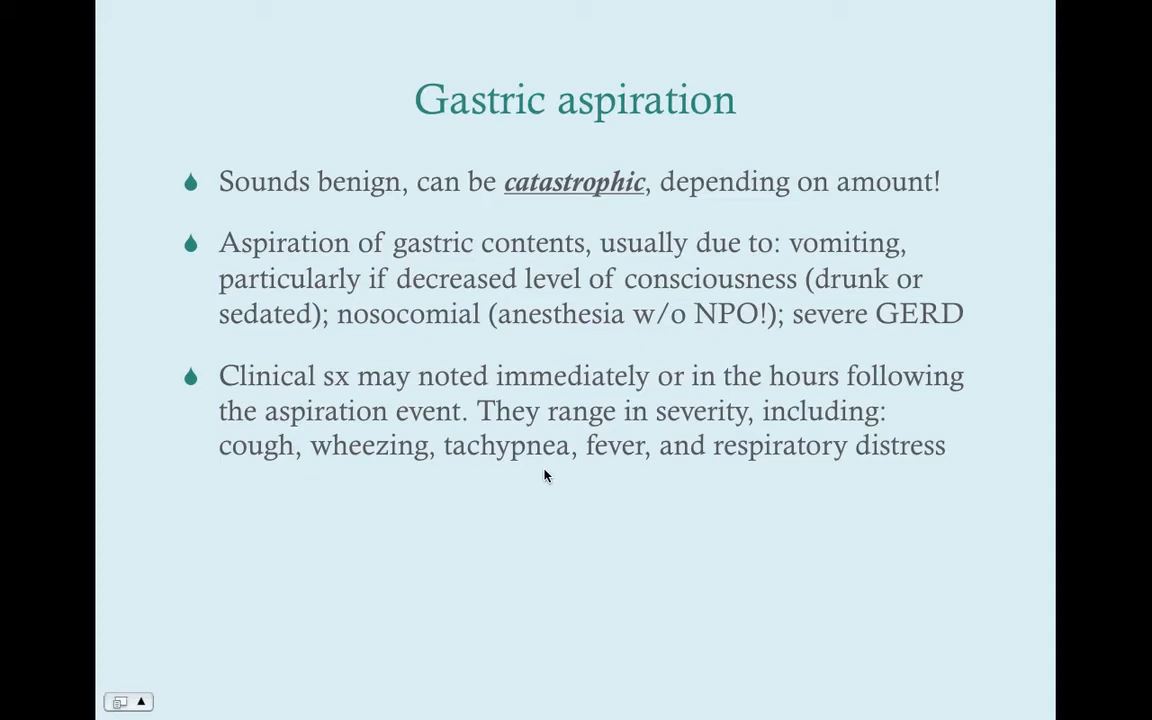 Gastric aspiration
Sounds benign, can be catastrophic, depending on amount!
Aspiration of gastric contents, usually due to: vomiting,
particularly if decreased level of consciousness (drunk or
sedated); nosocomial (anesthesia w/o NPO!); severe GERD
Clinical sx may noted immediately or in the hours following
the aspiration event. They range in severity, including:
cough, wheezing, tachypnea, fever, and respiratory distress